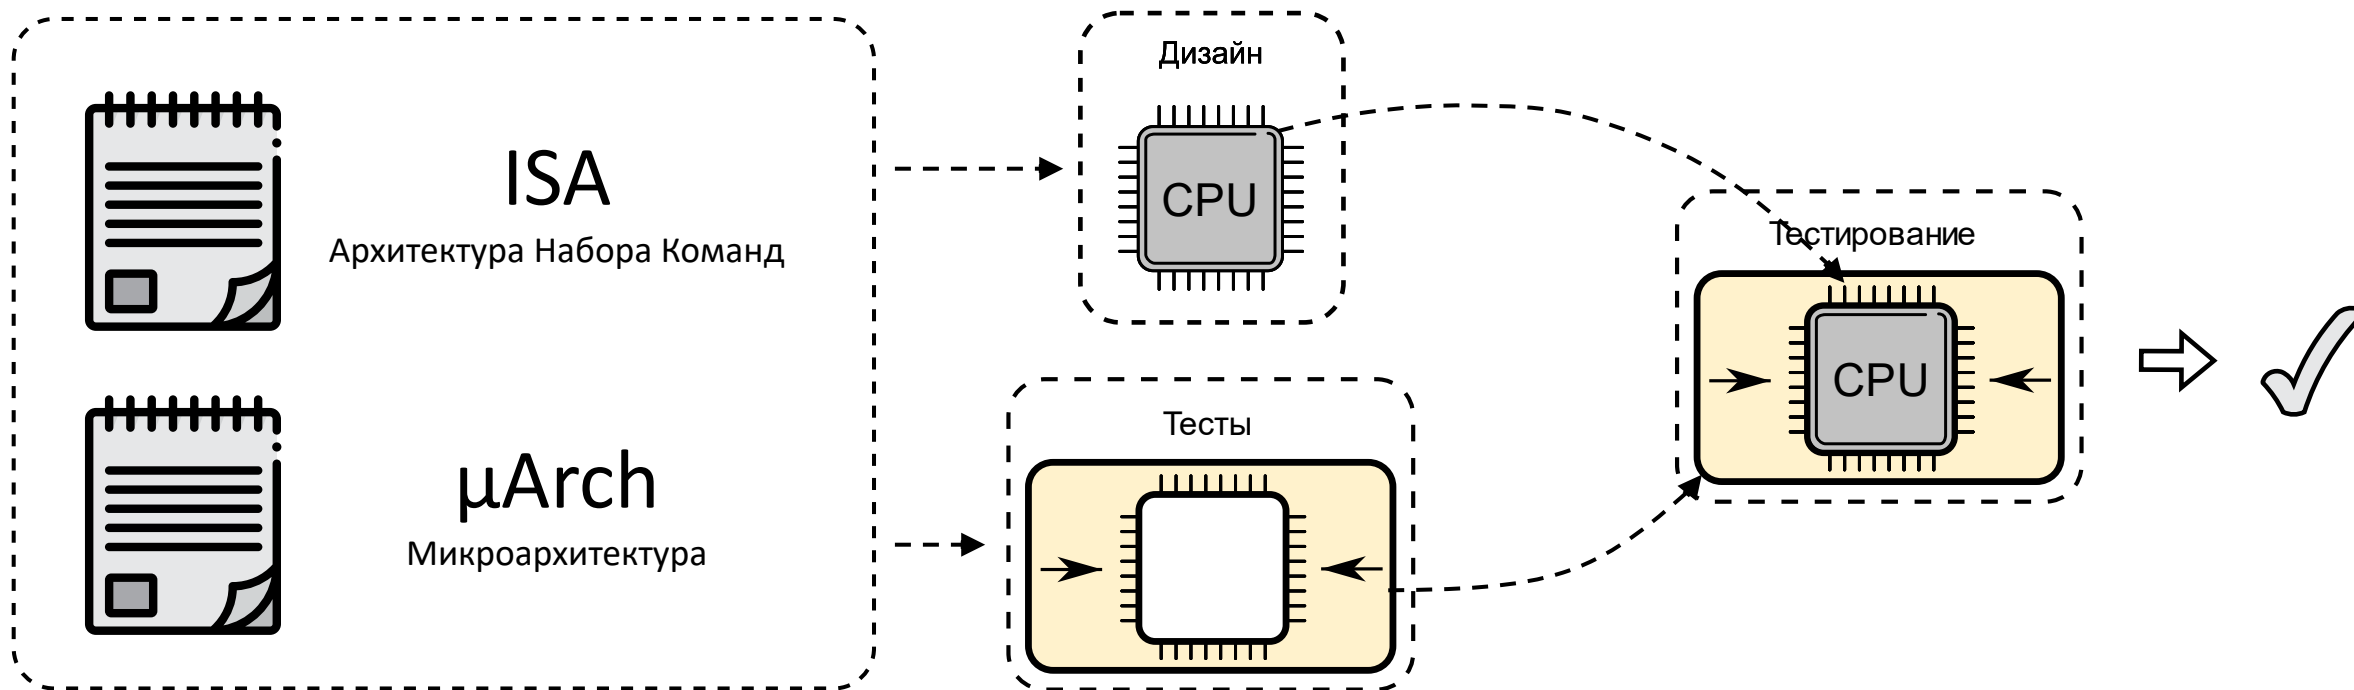 ISA
Архитектура Набора Команд
µArch
Микроархитектура
Дизайн
CPU
Тесты
Тестирование
CPU